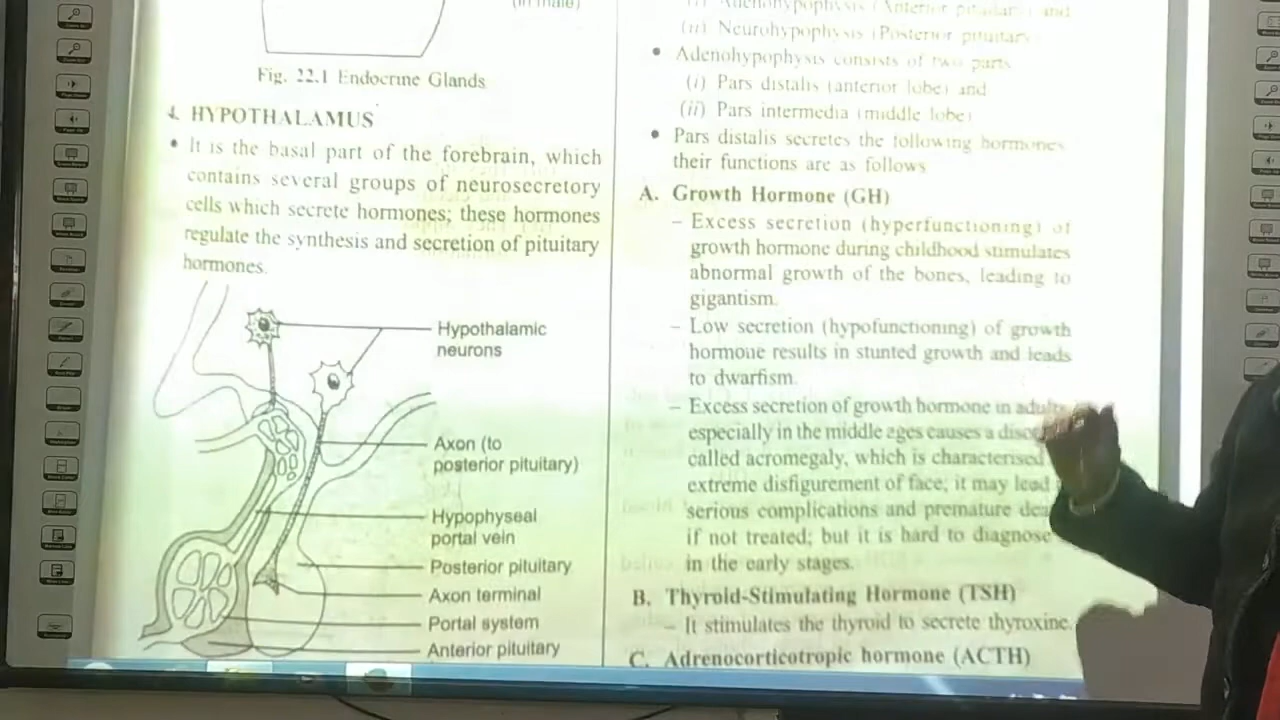 (in male)
Fig. 22.1 Endocrine Glands
4. HYPOTHALAMUS
• It is the basal part of the forebrain, which
contains several groups of neurosecretory
cells which secrete hormones; these hormones
regulate the synthesis and secretion of pituitary
hormones.
Hypothalamic
neurons
Axon (to
posterior pituitary)
Hypophyseal
portal vein
Posterior pituitary
Axon terminal
Portal system
Anterior pituitary
Adenohypophysis (Anterior pituitary) and
(ii) Neurohypophysis (Posterior pituitary
• Adenohypophysis consists of two parts
(i) Pars distalis (anterior lobe) and
(ii) Pars intermedia (middle lobe)
• Pars distalis secretes the following hormones
their functions are as follows
A. Growth Hormone (GH)
– Excess secretion (hyperfunctioning) of
growth hormone during childhood stimulates
abnormal growth of the bones, leading to
gigantism.
– Low secretion (hypofunctioning) of growth
hormone results in stunted growth and leads
to dwarfism.
– Excess secretion of growth hormone in adults
especially in the middle ages causes a
called acromegaly, which is characterised
extreme disfigurement of face; it may lead
serious complications and premature
if not treated; but it is hard to diagnose
in the early stages.
B. Thyroid-Stimulating Hormone (TSH)
– It stimulates the thyroid to secrete thyroxine.
C. Adrenocorticotropic hormone (ACTH)